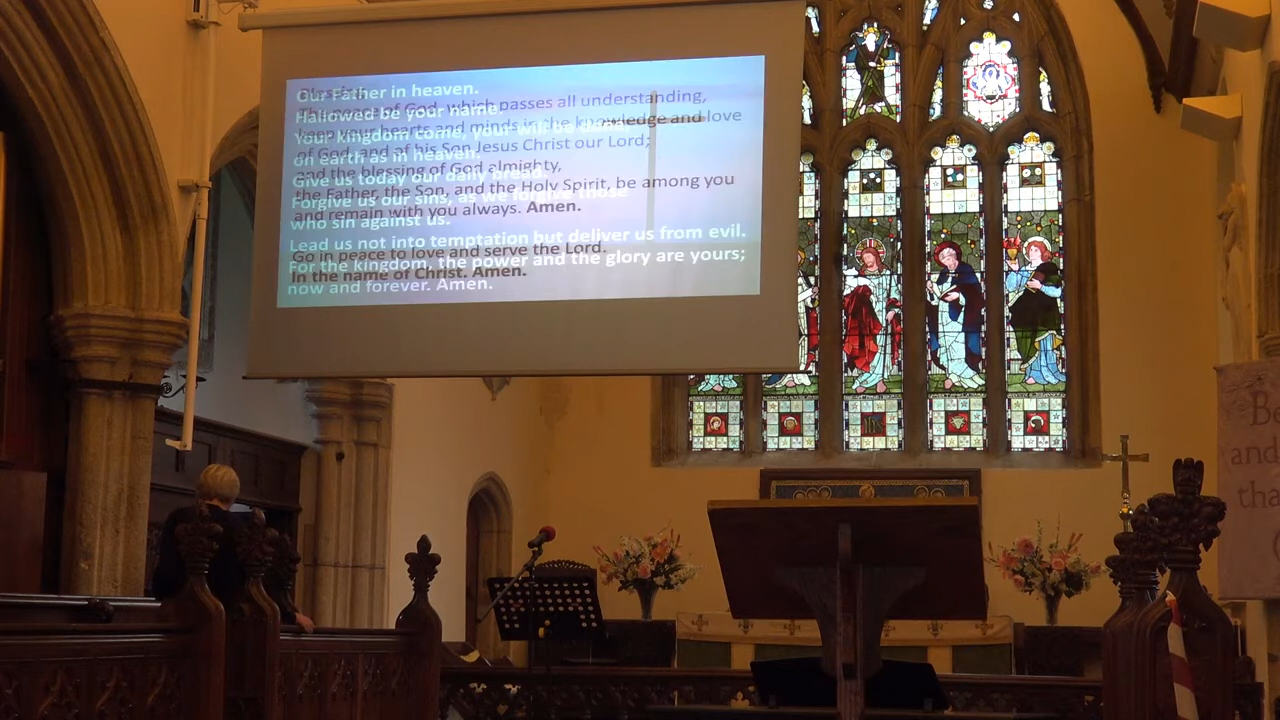 Our Father in heaven.
Hallowed be your name.
Your kingdom come, your will be done,
on earth as in heaven.
Give us today our daily bread.
Forgive us our sins, as we forgive those
who sin against us.
Lead us not into temptation but deliver us from evil.
For the kingdom, the power and the glory are yours;
now and forever. Amen.
Blessing
The peace of God, which passes all understanding,
keep your hearts and minds in the knowledge and love
of God, and of his Son Jesus Christ our Lord;
and the blessing of God almighty,
the Father, the Son, and the Holy Spirit, be among you
and remain with you always. Amen.
Go in peace to love and serve the Lord.
In the name of Christ. Amen.
and
tha